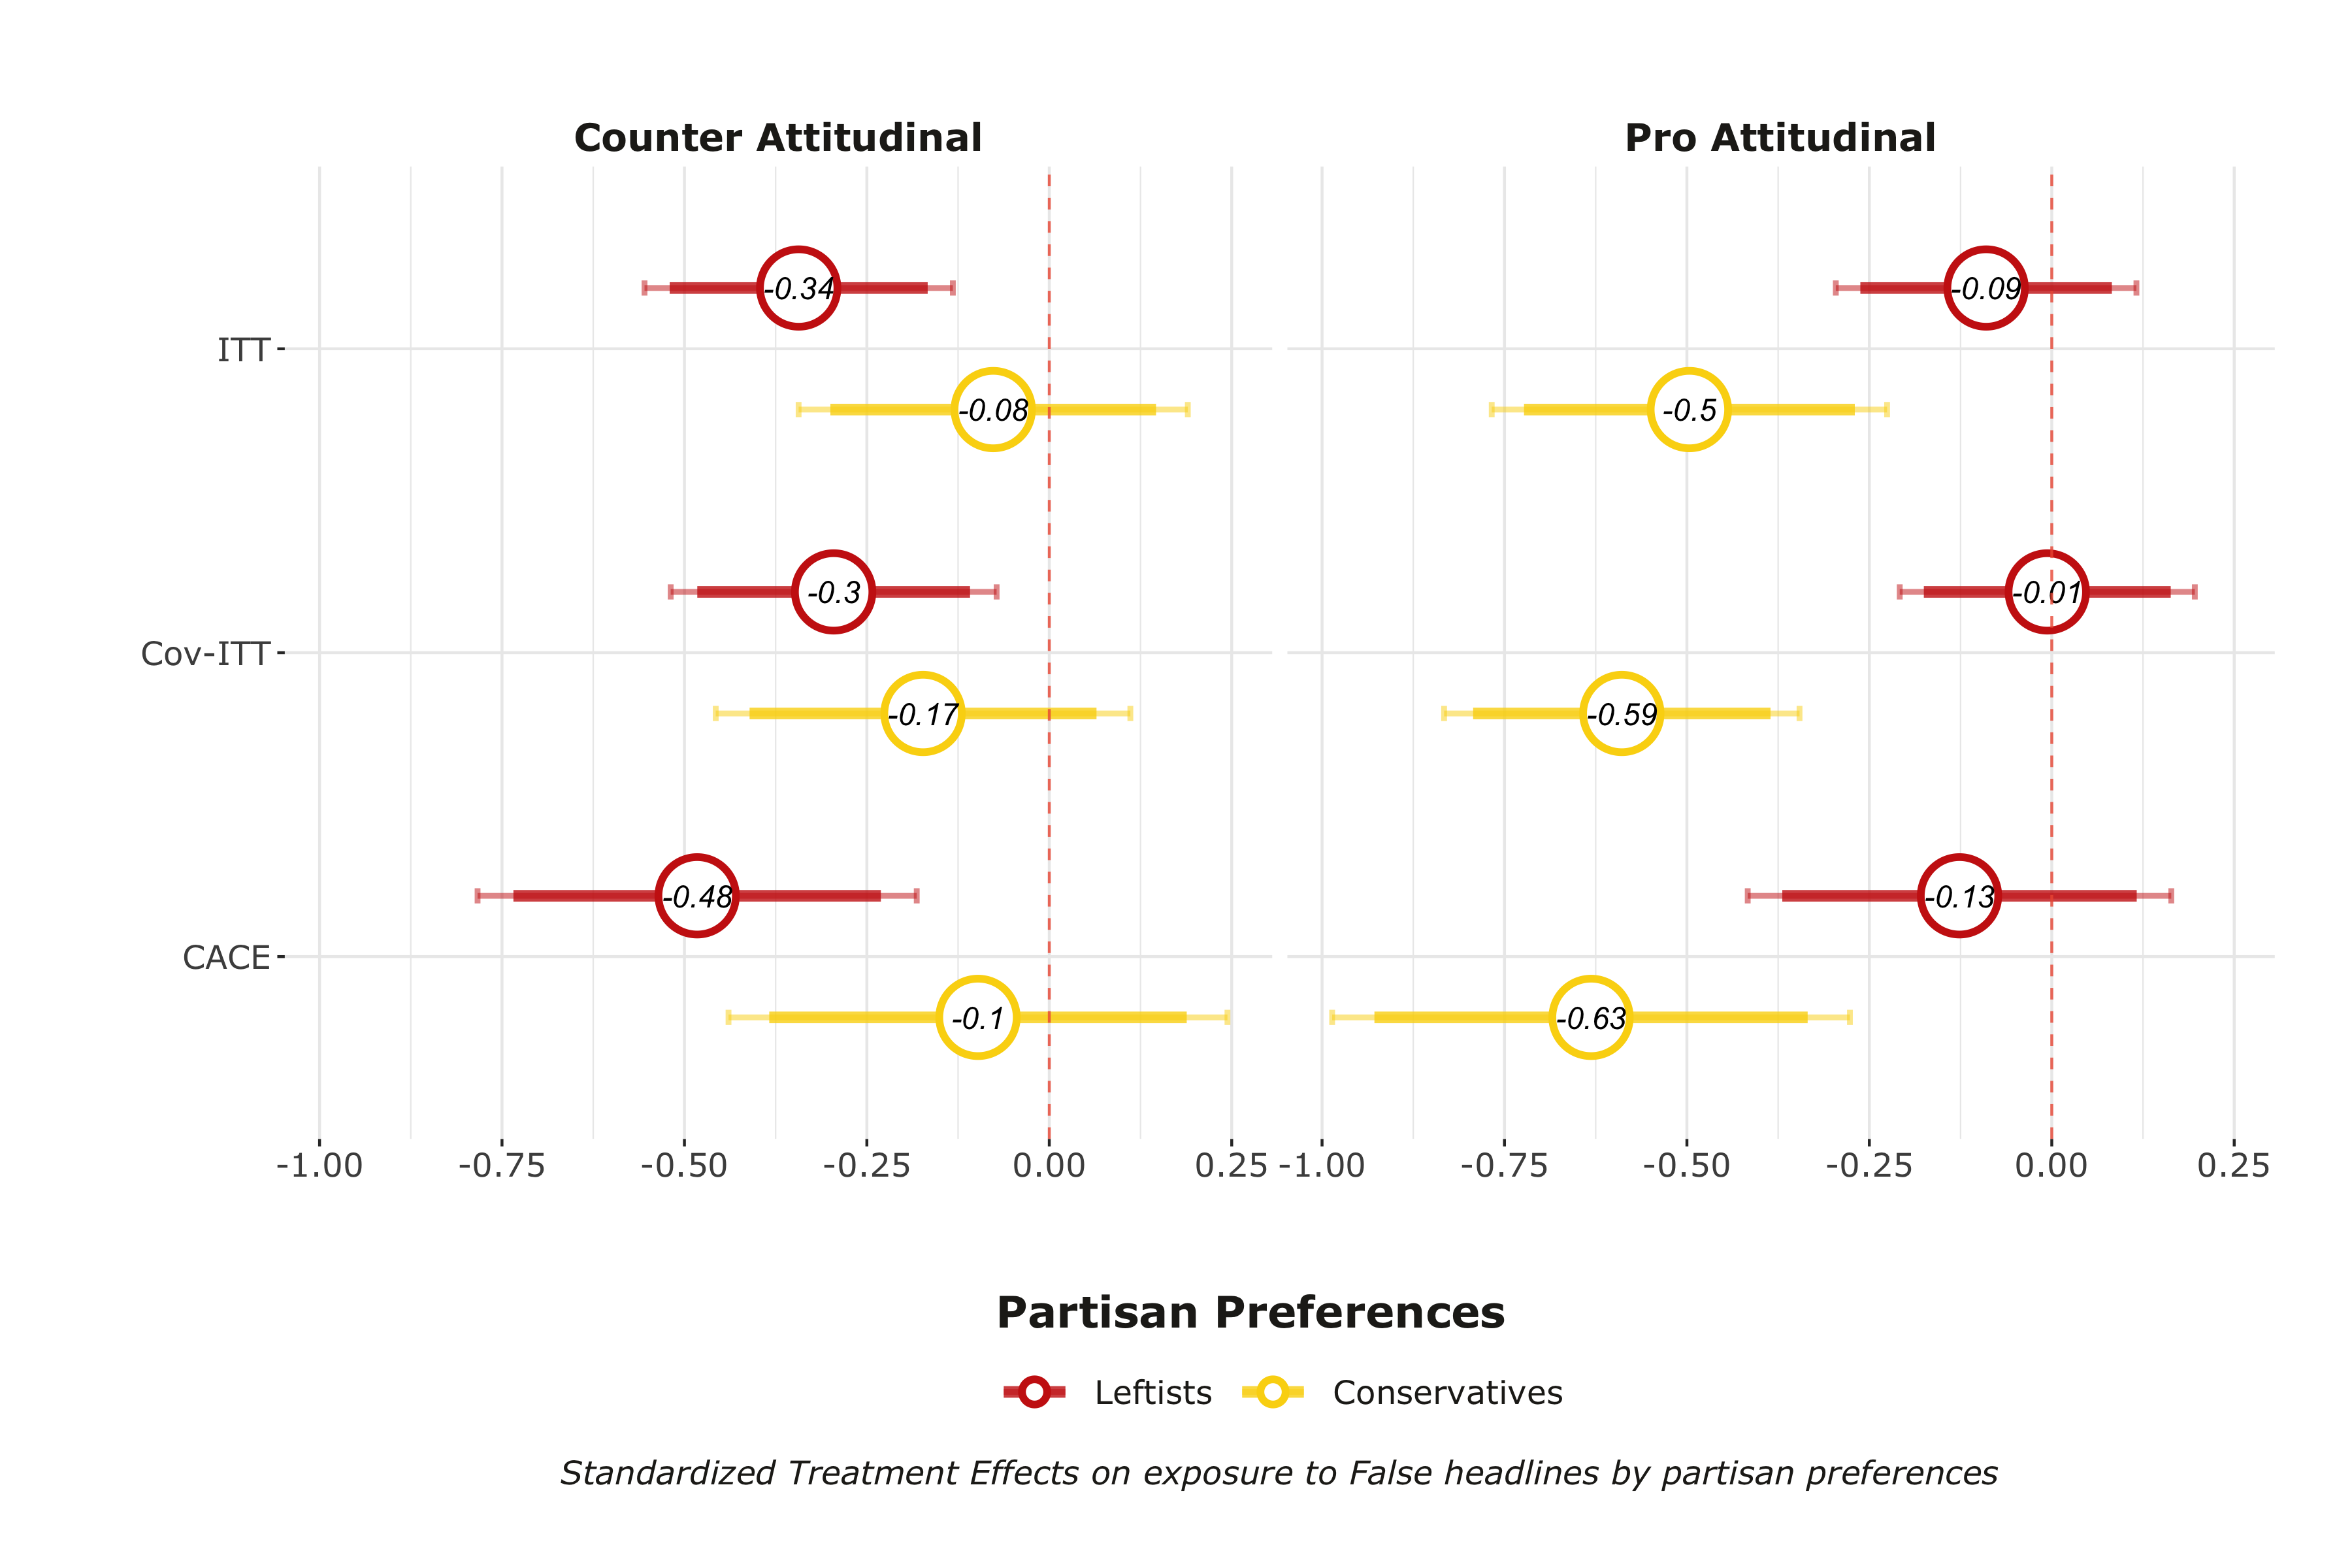 Counter Attitudinal
Pro Attitudinal
ITT
-0.34
-0.09
-0.08
-0.5
Cov-ITT
-0.3
-0.01
-0.17
-0.59
CACE
-0.48
-0.13
-0.1
-0.63
-1.00 -0.75 -0.50 -0.25 0.00 0.25 -1.00 -0.75 -0.50 -0.25 0.00 0.25
Partisan Preferences
Leftists Conservatives
Standardized Treatment Effects on exposure to False headlines by partisan preferences